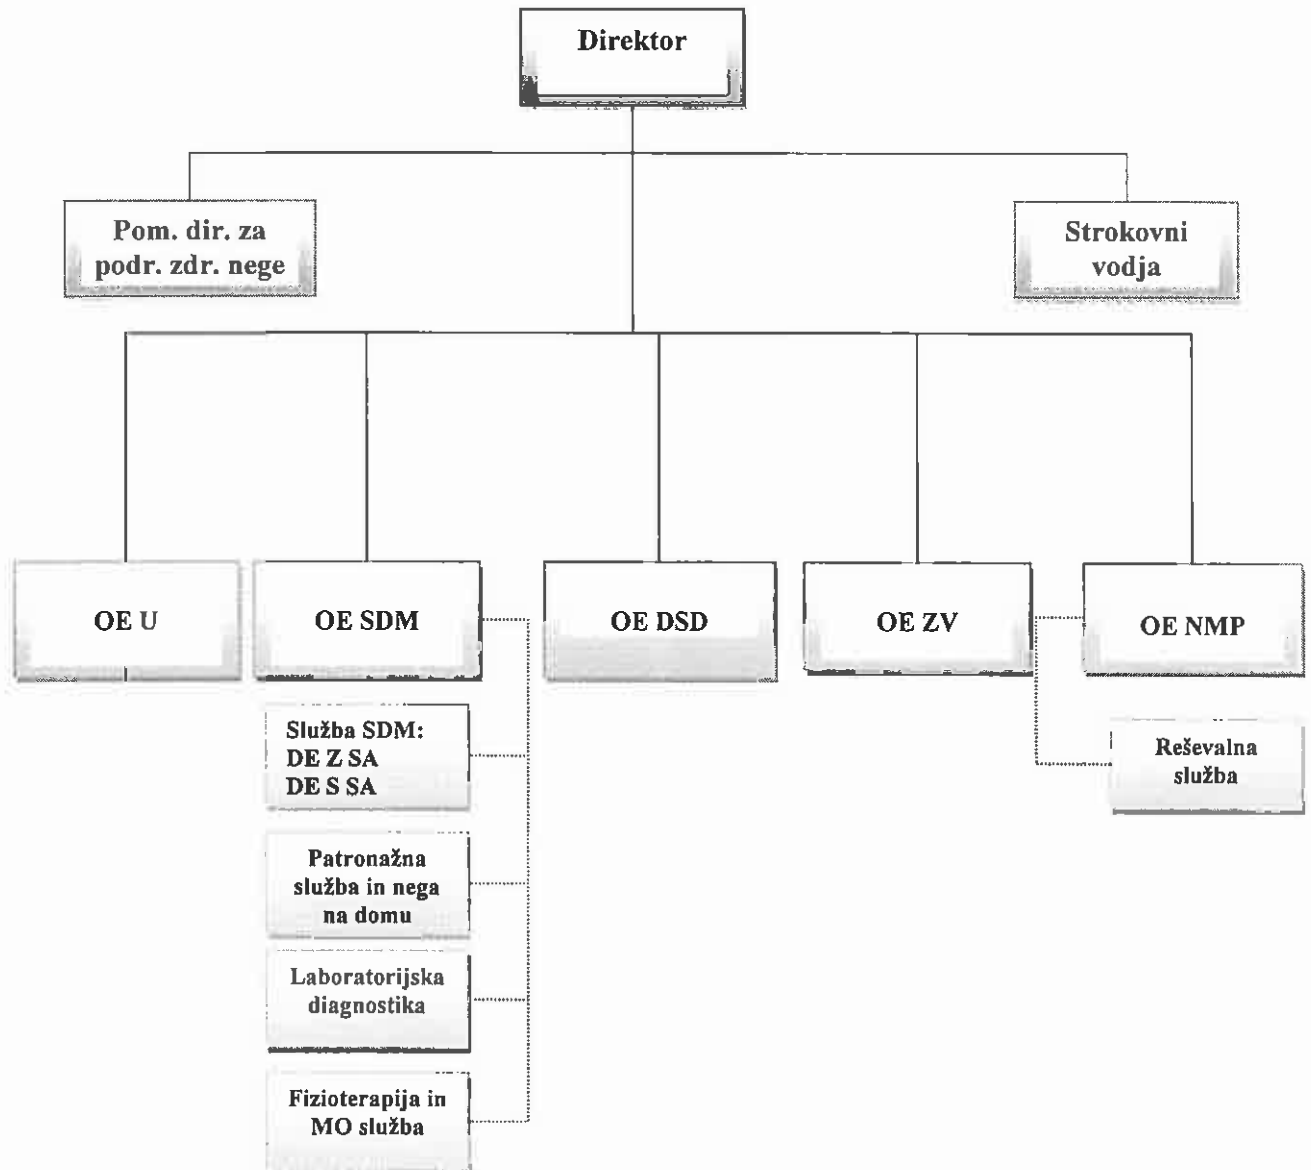 Direktor
Pom. dir. za
podr. zdr. nege
Strokovni
vodja
OE U
OE SDM
OE DSD
OE ZV
OE NMP
Služba SDM:
DE Z SA
DE S SA
Reševalna
služba
Patronažna
služba in nega
na domu
Laboratorijska
diagnostika
Fizioterapija in
MO služba